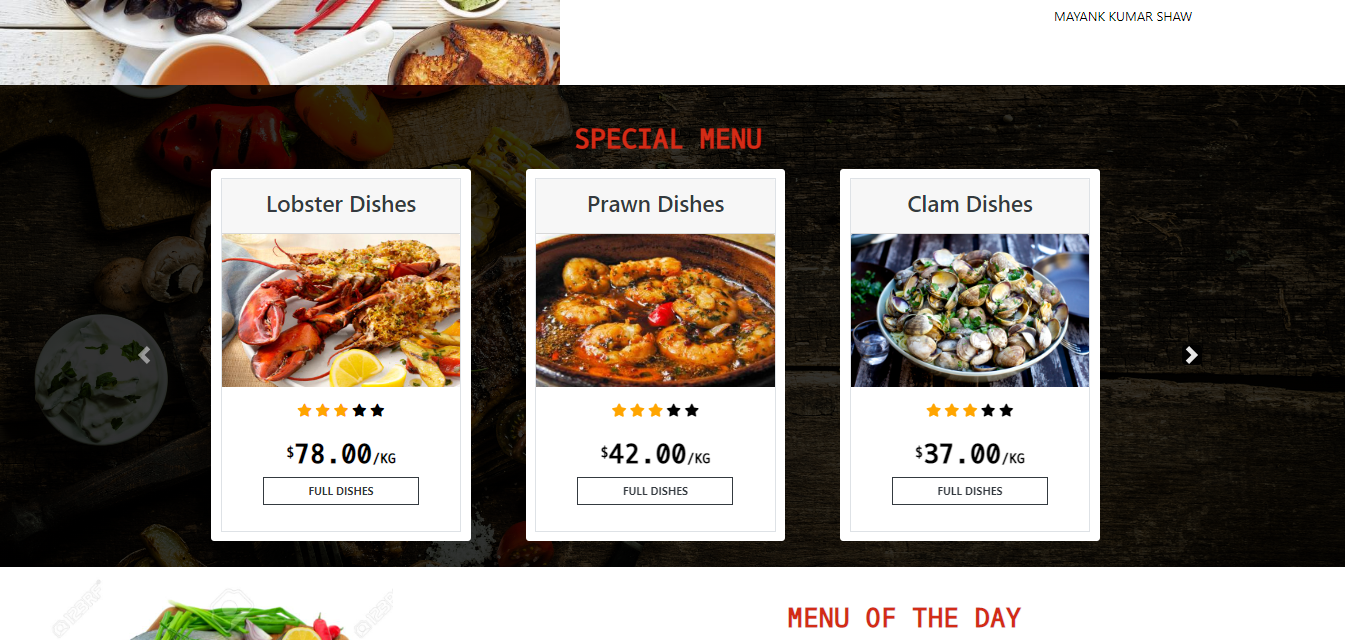 MAYANK KUMAR SHAW
SPECIAL MENU
Lobster Dishes
Prawn Dishes
Clam Dishes
$78.00/KG
$42.00/KG
$37.00/KG
FULL DISHES
FULL DISHES
FULL DISHES
MENU OF THE DAY